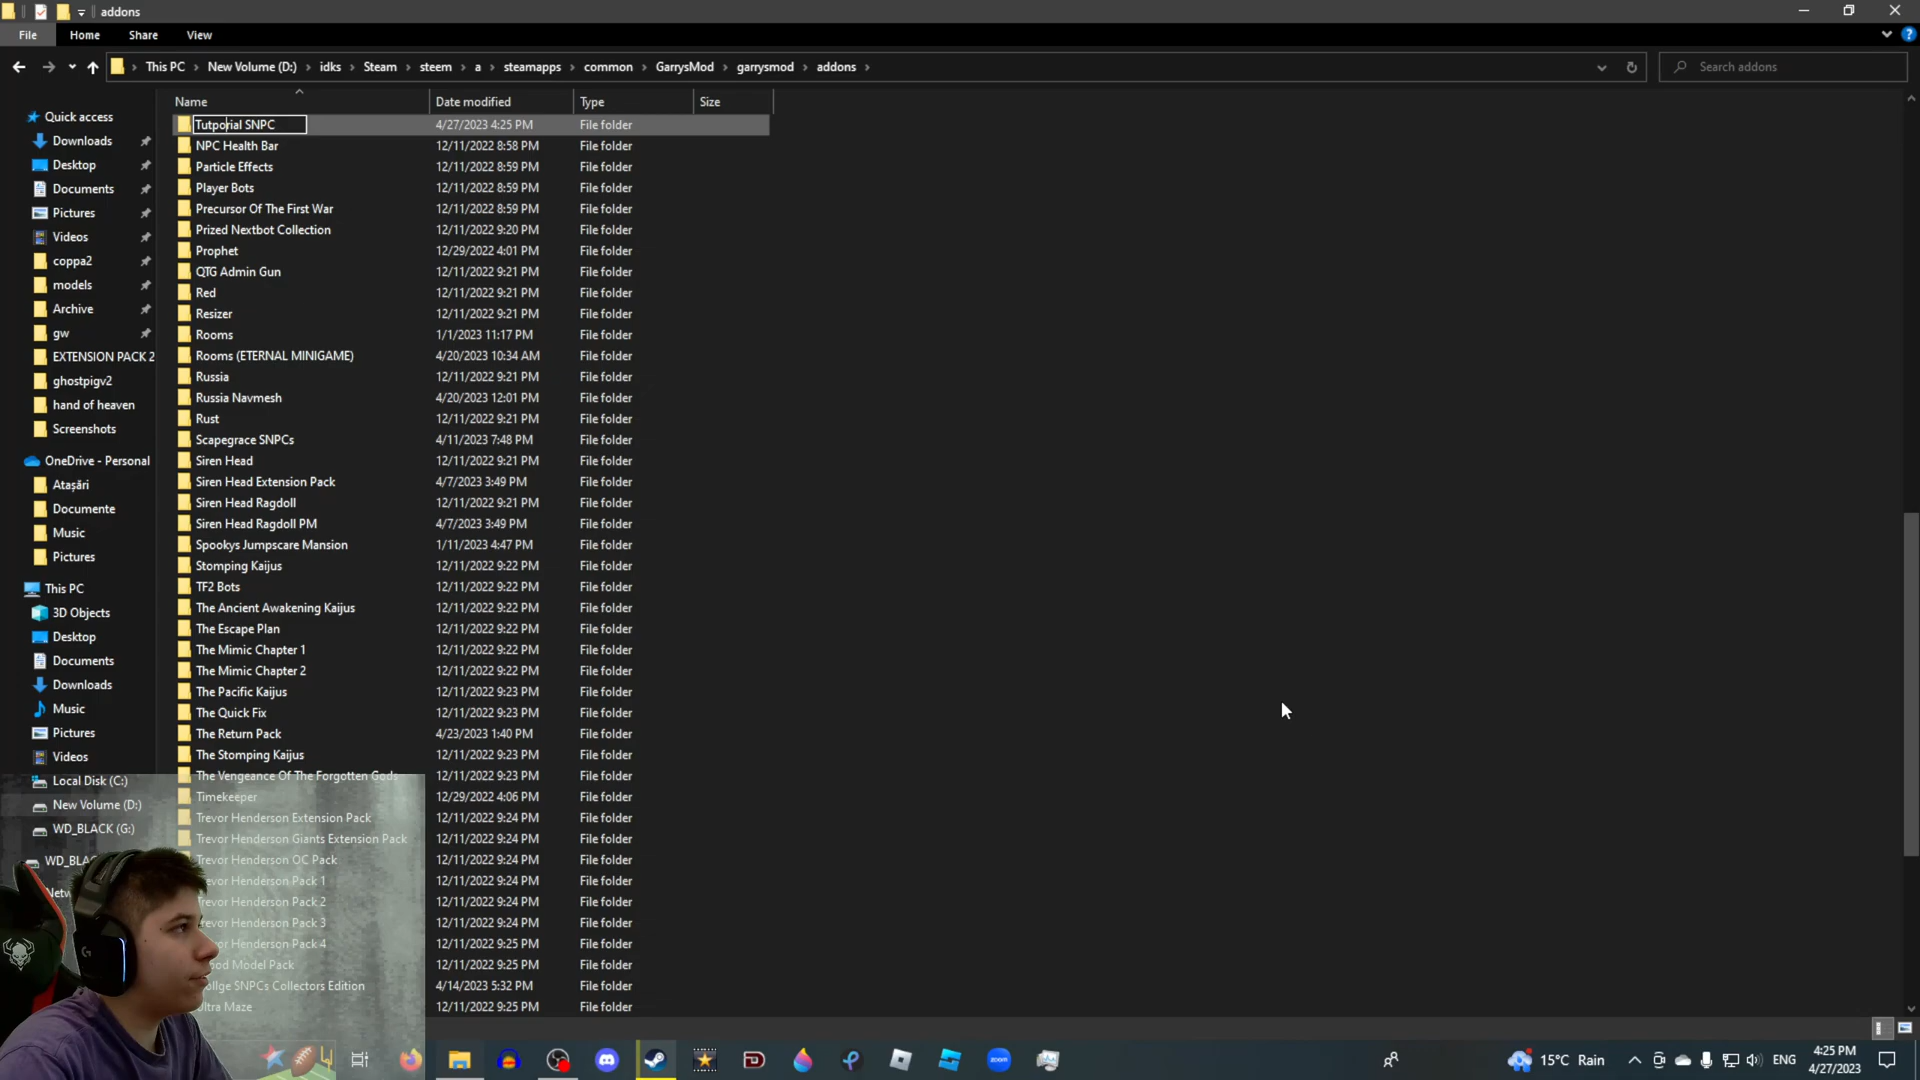 addons
File Home Share View
This PC New Volume (D:) idks Steam steem a steamapps common GarrysMod garrysmod addons Search addons
Name Date modified Type Size
Quick access
Downloads
Desktop
Documents
Pictures
Videos
coppa2
models
Archive
gw
EXTENSION PACK 2
ghostpigv2
hand of heaven
Screenshots
OneDrive - Personal
Atașări
Documente
Music
Pictures
This PC
3D Objects
Desktop
Documents
Downloads
Music
Pictures
Videos
Local Disk (C:)
New Volume (D:)
WD_BLACK (G:)
WD_BLAC
Netw
Tutporial SNPC 4/27/2023 4:25 PM File folder
NPC Health Bar 12/11/2022 8:58 PM File folder
Particle Effects 12/11/2022 8:59 PM File folder
Player Bots 12/11/2022 8:59 PM File folder
Precursor Of The First War 12/11/2022 8:59 PM File folder
Prized Nextbot Collection 12/11/2022 9:20 PM File folder
Prophet 12/29/2022 4:01 PM File folder
QTG Admin Gun 12/11/2022 9:21 PM File folder
Red 12/11/2022 9:21 PM File folder
Resizer 12/11/2022 9:21 PM File folder
Rooms 1/1/2023 11:17 PM File folder
Rooms (ETERNAL MINIGAME) 4/20/2023 10:34 AM File folder
Russia 12/11/2022 9:21 PM File folder
Russia Navmesh 4/20/2023 12:01 PM File folder
Rust 12/11/2022 9:21 PM File folder
Scapegrace SNPCs 4/11/2023 7:48 PM File folder
Siren Head 12/11/2022 9:21 PM File folder
Siren Head Extension Pack 4/7/2023 3:49 PM File folder
Siren Head Ragdoll 12/11/2022 9:21 PM File folder
Siren Head Ragdoll PM 4/7/2023 3:49 PM File folder
Spookys Jumpscare Mansion 1/11/2023 4:47 PM File folder
Stomping Kaijus 12/11/2022 9:22 PM File folder
TF2 Bots 12/11/2022 9:22 PM File folder
The Ancient Awakening Kaijus 12/11/2022 9:22 PM File folder
The Escape Plan 12/11/2022 9:22 PM File folder
The Mimic Chapter 1 12/11/2022 9:22 PM File folder
The Mimic Chapter 2 12/11/2022 9:22 PM File folder
The Pacific Kaijus 12/11/2022 9:23 PM File folder
The Quick Fix 12/11/2022 9:23 PM File folder
The Return Pack 4/23/2023 1:40 PM File folder
The Stomping Kaijus 12/11/2022 9:23 PM File folder
The Vengeance Of The Forgotten Gods 12/11/2022 9:23 PM File folder
Timekeeper 12/29/2022 4:06 PM File folder
Trevor Henderson Extension Pack 12/11/2022 9:24 PM File folder
Trevor Henderson Giants Extension Pack 12/11/2022 9:24 PM File folder
Trevor Henderson OC Pack 12/11/2022 9:24 PM File folder
Trevor Henderson Pack 1 12/11/2022 9:24 PM File folder
revor Henderson Pack 2 12/11/2022 9:24 PM File folder
revor Henderson Pack 3 12/11/2022 9:24 PM File folder
vor Henderson Pack 4 12/11/2022 9:25 PM File folder
ood Model Pack 12/11/2022 9:25 PM File folder
ollge SNPCs Collectors Edition 4/14/2023 5:32 PM File folder
ltra Maze 12/11/2022 9:25 PM File folder
15°C Rain ENG 4:25 PM
4/27/2023